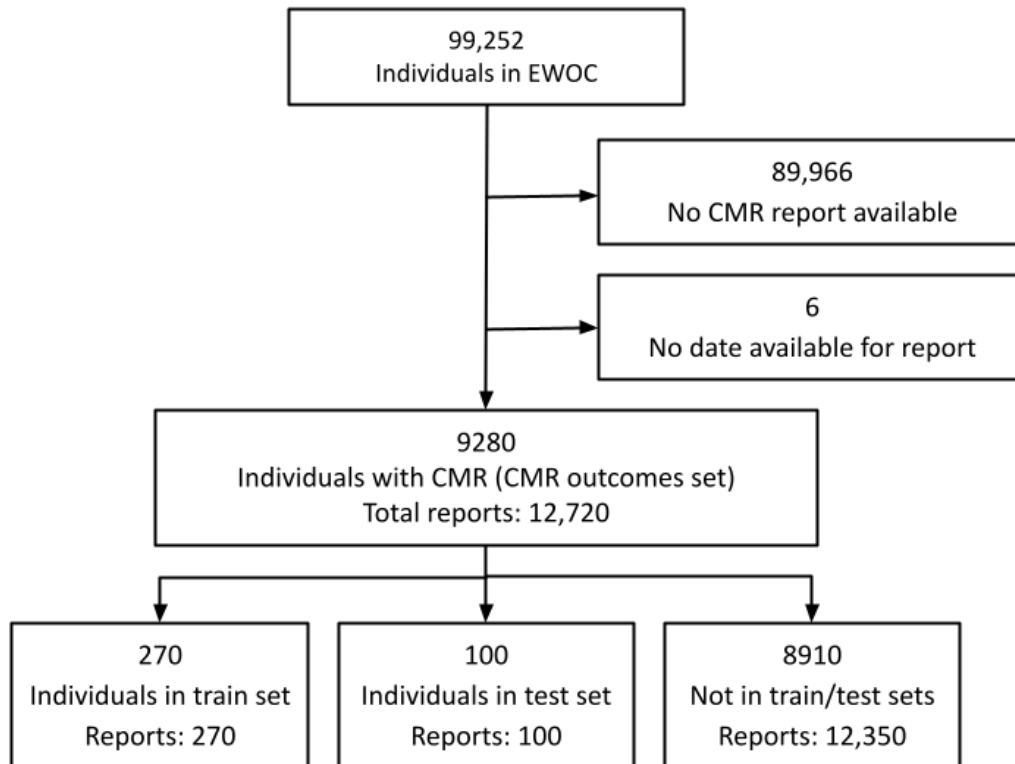 99,252
Individuals in EWOC
89,966
No CMR report available
6
No date available for report
9280
Individuals with CMR (CMR outcomes set)
Total reports: 12,720
270
Individuals in train set
Reports: 270
100
Individuals in test set
Reports: 100
8910
Not in train/test sets
Reports: 12,350